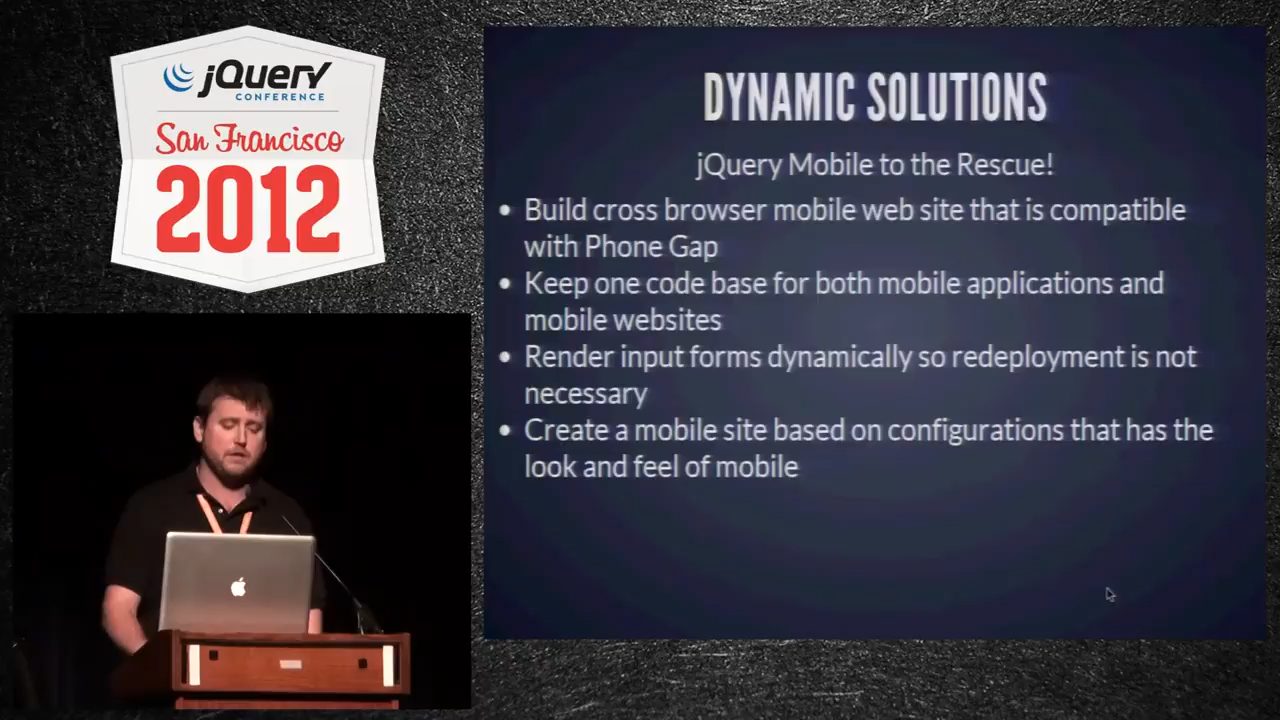 jQuery
CONFERENCE
San Francisco
2012
DYNAMIC SOLUTIONS
jQuery Mobile to the Rescue!
• Build cross browser mobile web site that is compatible
with Phone Gap
• Keep one code base for both mobile applications and
mobile websites
• Render input forms dynamically so redeployment is not
necessary
• Create a mobile site based on configurations that has the
look and feel of mobile